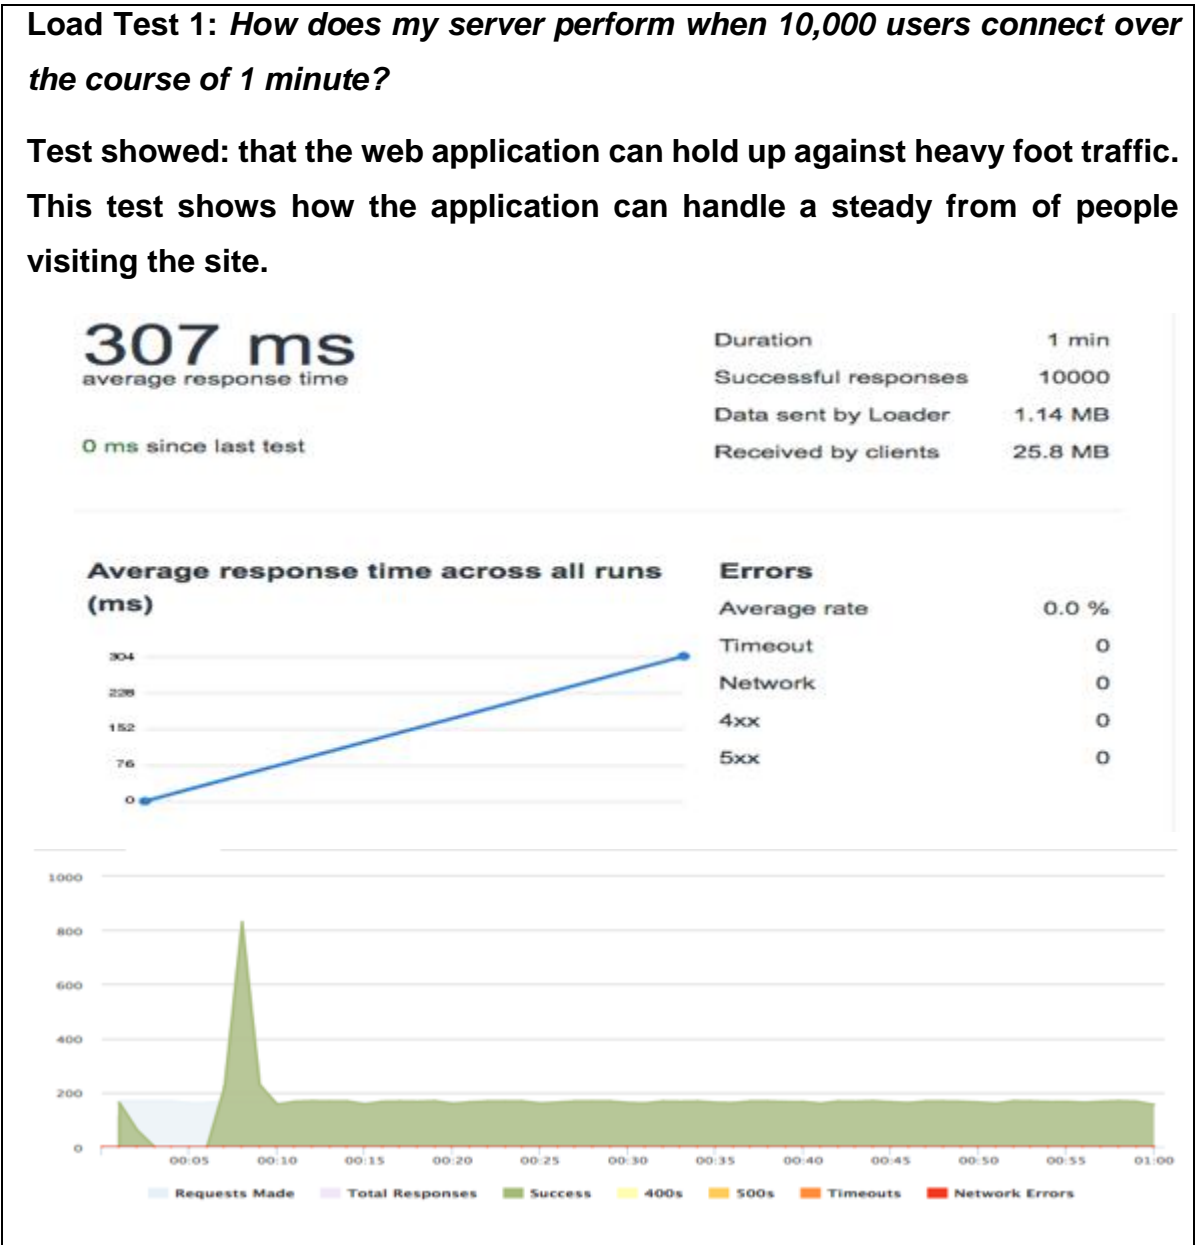 Load Test 1: How does my server perform when 10,000 users connect over
the course of 1 minute?
Test showed: that the web application can hold up against heavy foot traffic.
This test shows how the application can handle a steady from of people
visiting the site.
307 ms
average response time
0 ms since last test
Duration 1 min
Successful responses 10000
Data sent by Loader 1.14 MB
Received by clients 25.8 MB
Average response time across all runs
(ms)
304
228
152
76
0
Errors
Average rate 0.0 %
Timeout 0
Network 0
4xx 0
5xx 0
1000
800
600
400
200
0
00:05 00:10 00:15 00:20 00:25 00:30 00:35 00:40 00:45 00:50 00:55 01:00
Requests Made Total Responses Success 400s 500s Timeouts Network Errors